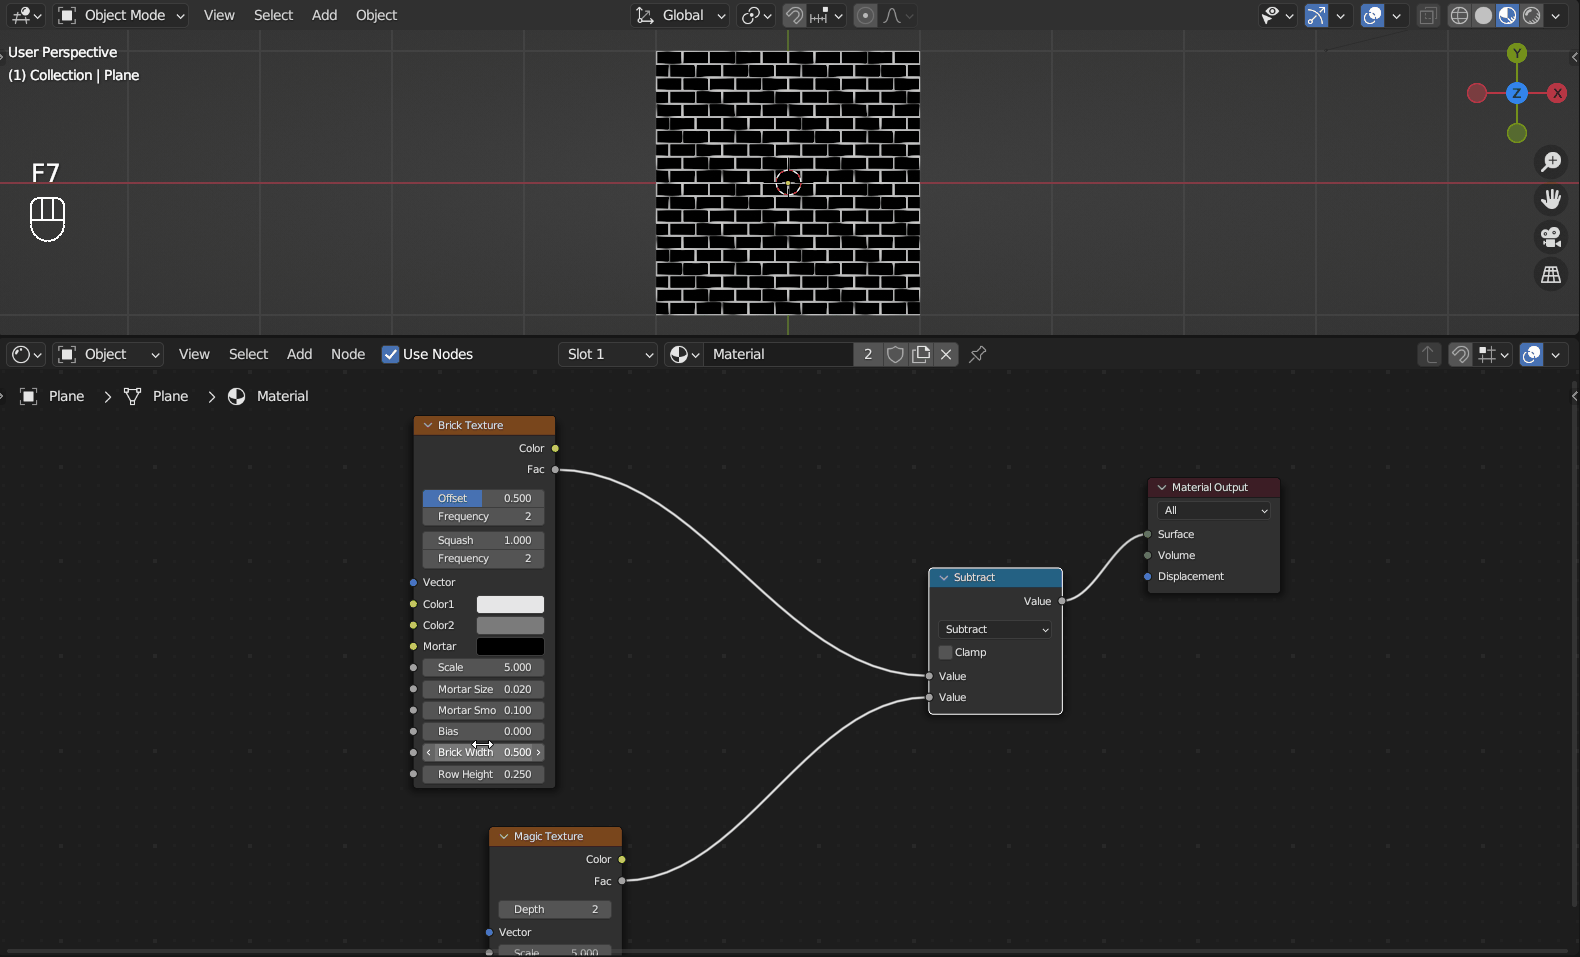 Object Mode View Select Add Object Global
User Perspective
(1) Collection | Plane
Y
Z X
F7
Object View Select Add Node Use Nodes Slot 1 Material 2
Plane > Plane > Material
Brick Texture
Color
Fac
Offset 0.500
Frequency 2
Squash 1.000
Frequency 2
Vector
Color1
Color2
Mortar
Scale 5.000
Mortar Size 0.020
Mortar Smo 0.100
Bias 0.000
Brick Width 0.500
Row Height 0.250
Magic Texture
Color
Fac
Depth 2
Vector
Scale 5.000
Subtract
Value
Subtract
Clamp
Value
Value
Material Output
All
Surface
Volume
Displacement